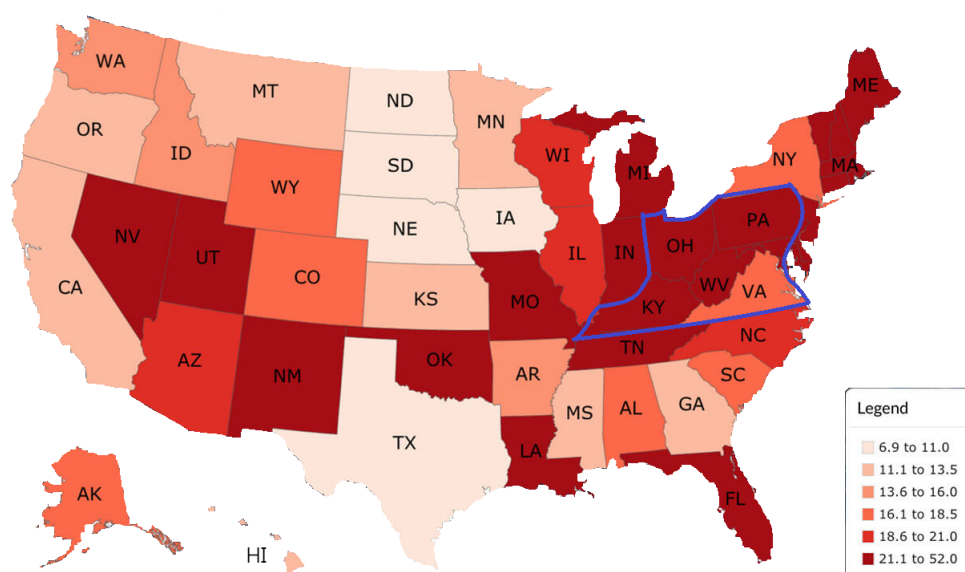 WA
MT
ND
MN
ME
OR
ID
SD
WI
NY
MA
MI
WY
IA
PA
NE
OH
NV
UT
IL
IN
WV
VA
CO
CA
KS
MO
KY
NC
TN
AZ
NM
OK
AR
SC
MS
AL
GA
TX
LA
FL
AK
HI
Legend
6.9 to 11.0
11.1 to 13.5
13.6 to 16.0
16.1 to 18.5
18.6 to 21.0
21.1 to 52.0